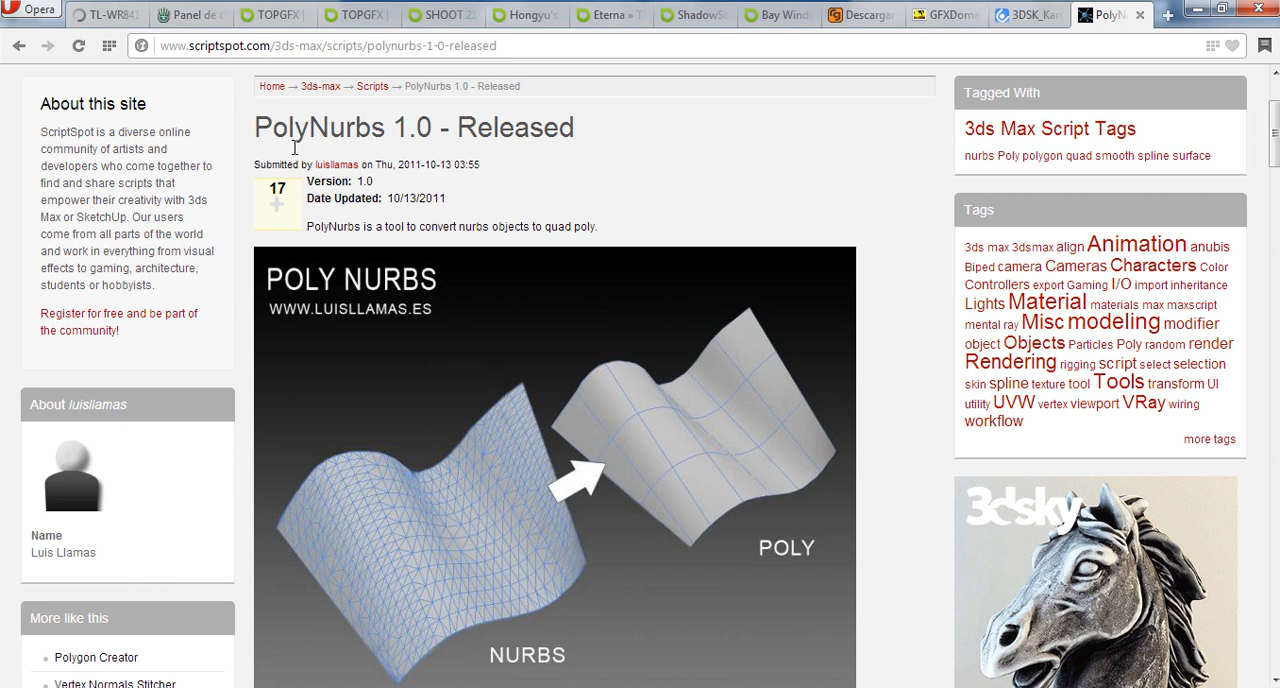 Opera
TL-WR84
Panel de c
TOPGFX |
TOPGFX |
SHOOT 2
Hongyu's
Eterna » T
ShadowSu
Bay Wind
Descargar
GFXDoma
3DSK_Kar
PolyN
www.scriptspot.com/3ds-max/scripts/polynurbs-1-0-released
About this site
ScriptSpot is a diverse online
community of artists and
developers who come together to
find and share scripts that
empower their creativity with 3ds
Max or SketchUp. Our users
come from all parts of the world
and work in everything from visual
effects to gaming, architecture,
students or hobbyists.
Register for free and be part of
the community!
About luisllamas
Name
Luis Llamas
More like this
Polygon Creator
Vertex Normals Stitcher
Home → 3ds-max → Scripts → PolyNurbs 1.0 - Released
PolyNurbs 1.0 - Released
Submitted by luisllamas on Thu, 2011-10-13 03:55
17
Version: 1.0
Date Updated: 10/13/2011
PolyNurbs is a tool to convert nurbs objects to quad poly.
POLY NURBS
WWW.LUISLLAMAS.ES
POLY
NURBS
Tagged With
3ds Max Script Tags
nurbs Poly polygon quad smooth spline surface
Tags
3ds max 3dsmax align Animation anubis
Biped camera Cameras Characters Color
Controllers export Gaming I/O import inheritance
Lights Material materials max maxscript
mental ray Misc modeling modifier
object Objects Particles Poly random render
Rendering rigging script select selection
skin spline texture tool Tools transform UI
utility UVW vertex viewport VRay wiring
workflow
more tags
3dsky